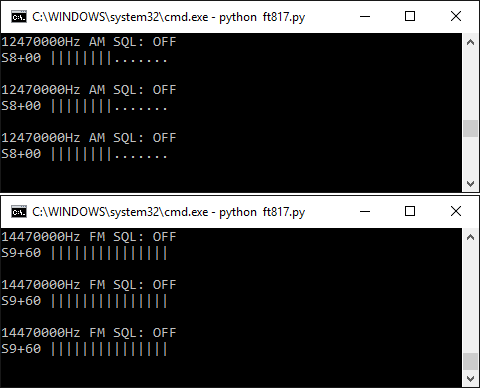 C:\WINDOWS\system32\cmd.exe - python ft817.py
12470000Hz AM SQL: OFF
S8+00 ||||||||.......
12470000Hz AM SQL: OFF
S8+00 ||||||||.......
12470000Hz AM SQL: OFF
S8+00 ||||||||.......
C:\WINDOWS\system32\cmd.exe - python ft817.py
14470000Hz FM SQL: OFF
S9+60 |||||||||||||||
14470000Hz FM SQL: OFF
S9+60 |||||||||||||||
14470000Hz FM SQL: OFF
S9+60 |||||||||||||||